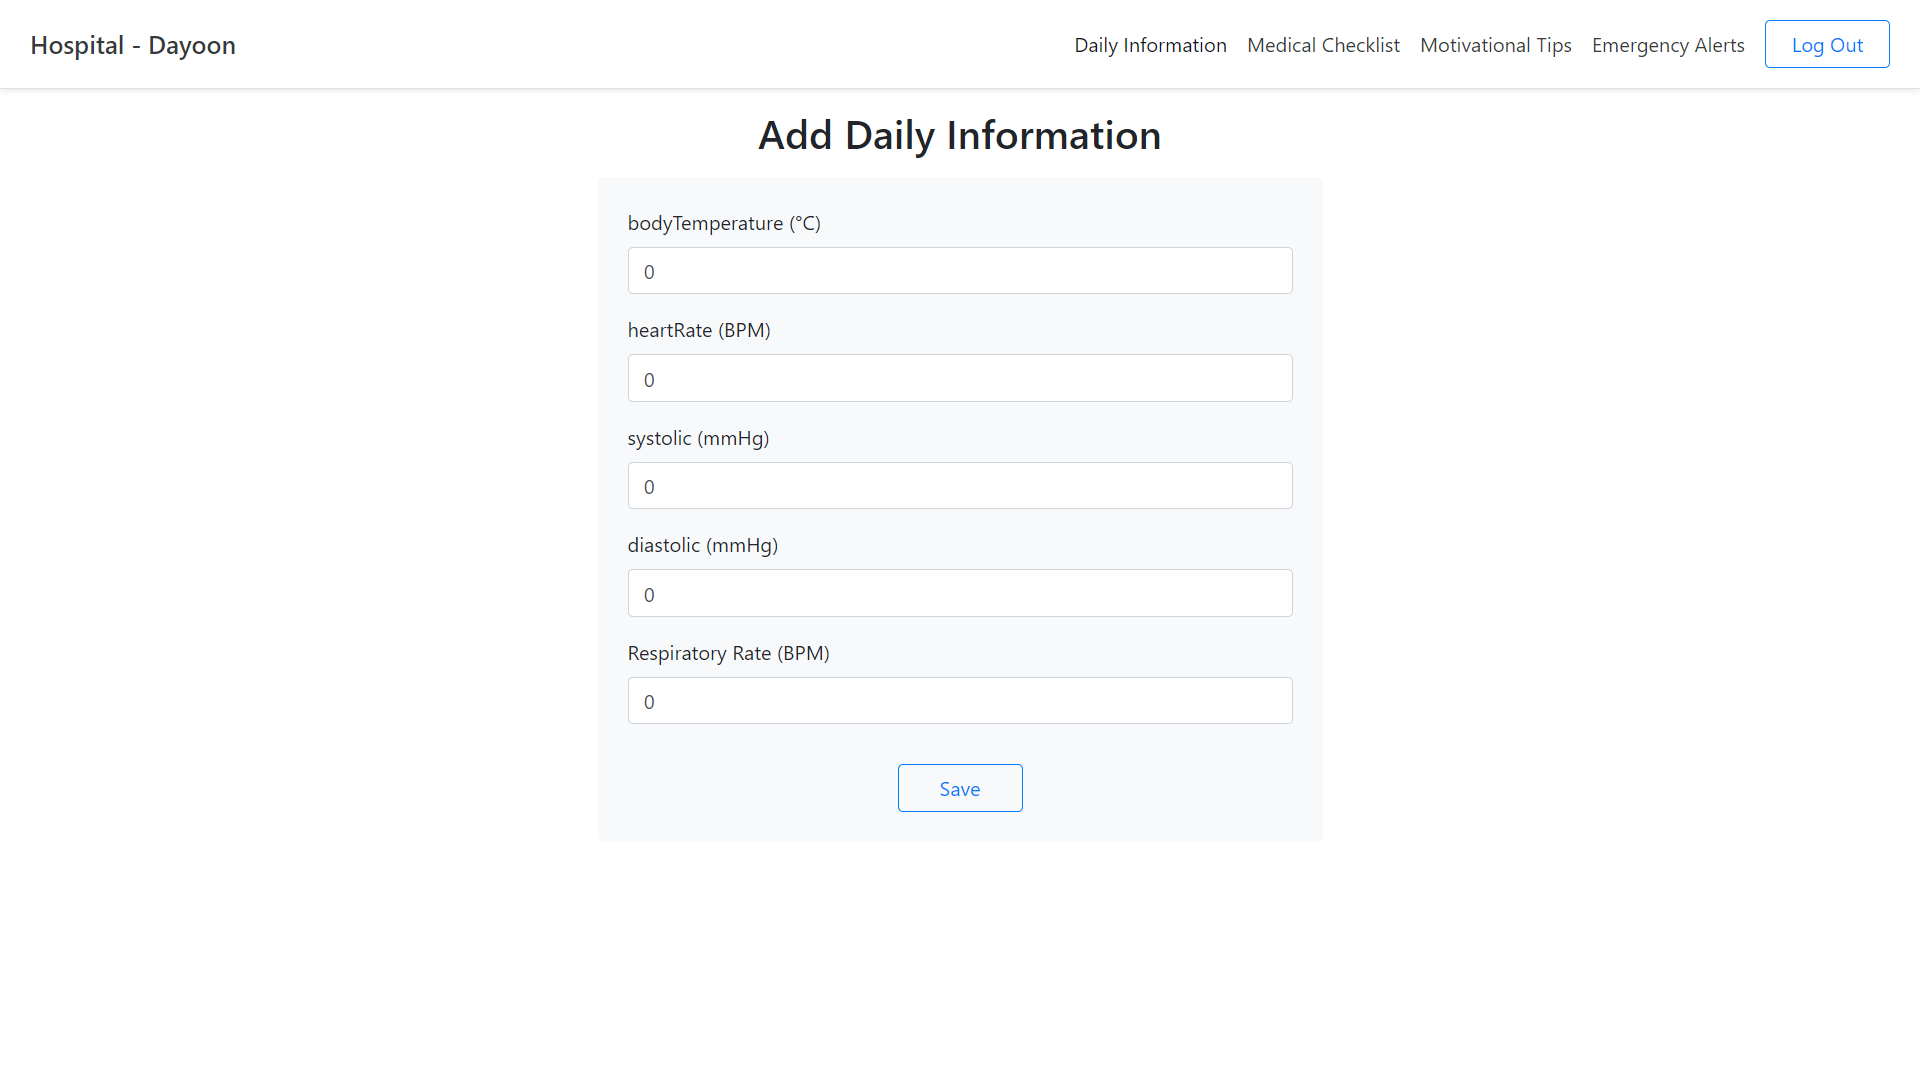 Hospital - Dayoon
Daily Information Medical Checklist Motivational Tips Emergency Alerts Log Out
Add Daily Information
bodyTemperature (°C)
0
heartRate (BPM)
0
systolic (mmHg)
0
diastolic (mmHg)
0
Respiratory Rate (BPM)
0
Save